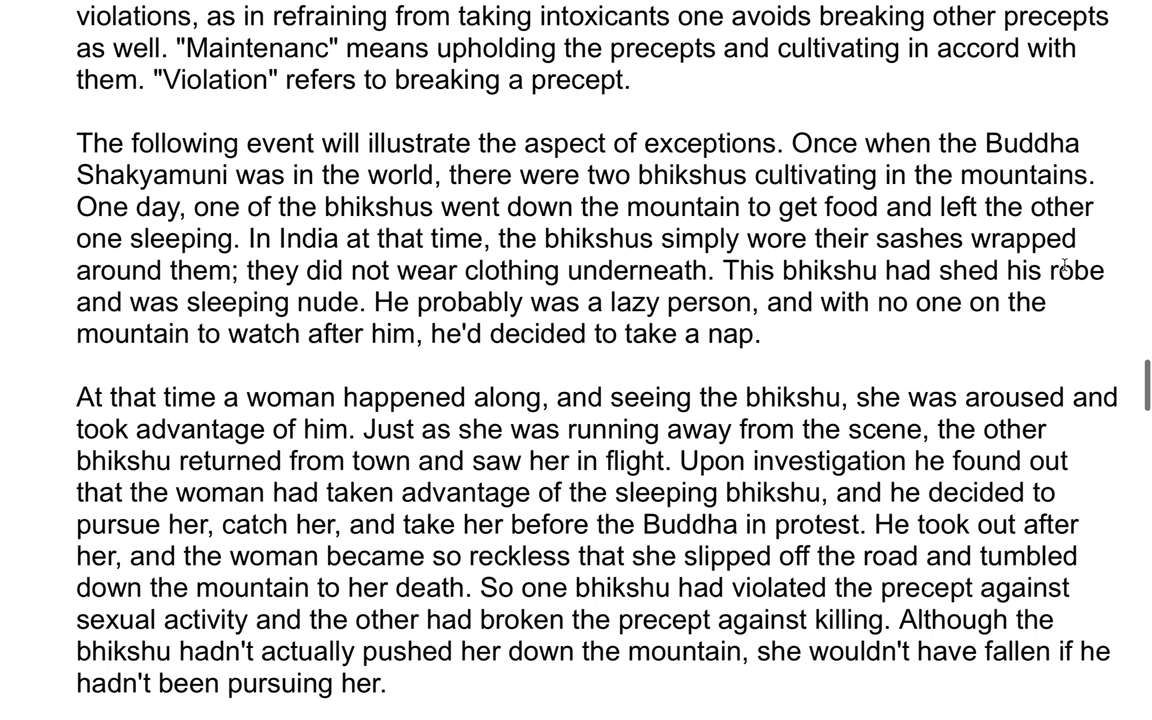 violations, as in refraining from taking intoxicants one avoids breaking other precepts
as well. "Maintenanc" means upholding the precepts and cultivating in accord with
them. "Violation" refers to breaking a precept.
The following event will illustrate the aspect of exceptions. Once when the Buddha
Shakyamuni was in the world, there were two bhikshus cultivating in the mountains.
One day, one of the bhikshus went down the mountain to get food and left the other
one sleeping. In India at that time, the bhikshus simply wore their sashes wrapped
around them; they did not wear clothing underneath. This bhikshu had shed his robe
and was sleeping nude. He probably was a lazy person, and with no one on the
mountain to watch after him, he'd decided to take a nap.
At that time a woman happened along, and seeing the bhikshu, she was aroused and
took advantage of him. Just as she was running away from the scene, the other
bhikshu returned from town and saw her in flight. Upon investigation he found out
that the woman had taken advantage of the sleeping bhikshu, and he decided to
pursue her, catch her, and take her before the Buddha in protest. He took out after
her, and the woman became so reckless that she slipped off the road and tumbled
down the mountain to her death. So one bhikshu had violated the precept against
sexual activity and the other had broken the precept against killing. Although the
bhikshu hadn't actually pushed her down the mountain, she wouldn't have fallen if he
hadn't been pursuing her.